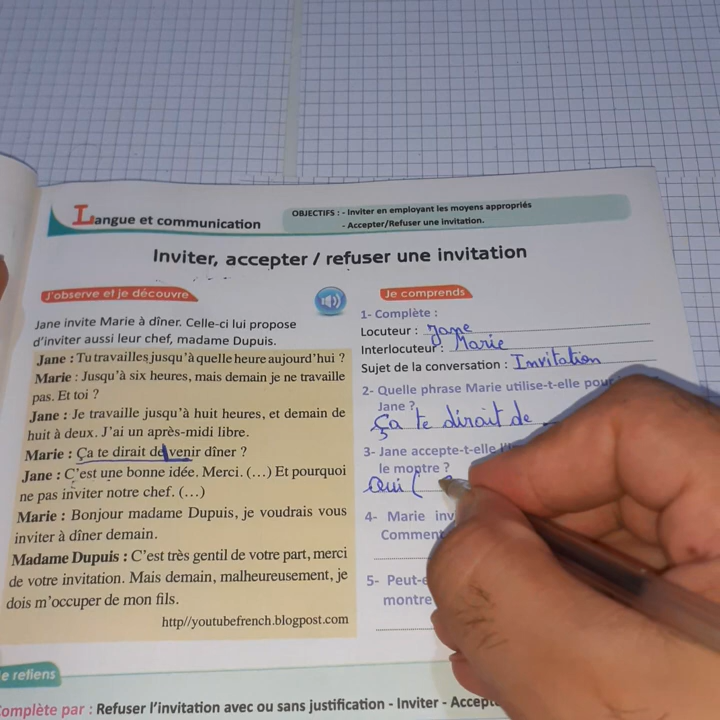 Langue et communication
OBJECTIFS : - Inviter en employant les moyens appropriés
- Accepter/Refuser une invitation.
Inviter, accepter / refuser une invitation
J'observe et je découvre
Jane invite Marie à dîner. Celle-ci lui propose
d'inviter aussi leur chef, madame Dupuis.
Jane : Tu travailles jusqu'à quelle heure aujourd'hui ?
Marie : Jusqu'à six heures, mais demain je ne travaille
pas. Et toi ?
Jane : Je travaille jusqu'à huit heures, et demain de
huit à deux. J'ai un après-midi libre.
Marie : Ça te dirait de venir dîner ?
Jane : C'est une bonne idée. Merci. (...) Et pourquoi
ne pas inviter notre chef. (...)
Marie : Bonjour madame Dupuis, je voudrais vous
inviter à dîner demain.
Madame Dupuis : C'est très gentil de votre part, merci
de votre invitation. Mais demain, malheureusement, je
dois m'occuper de mon fils.
http//youtubefrench.blogpost.com
Je comprends
1- Complète :
Locuteur : Jane
Interlocuteur : Marie
Sujet de la conversation : Invitation
2- Quelle phrase Marie utilise-t-elle pour
Jane ?
Ça te dirait de
3- Jane accepte-t-elle
le montre ?
Oui (
4- Marie
Comment
5-
montre
e retiens
omplète par : Refuser l'invitation avec ou sans justification - Inviter -